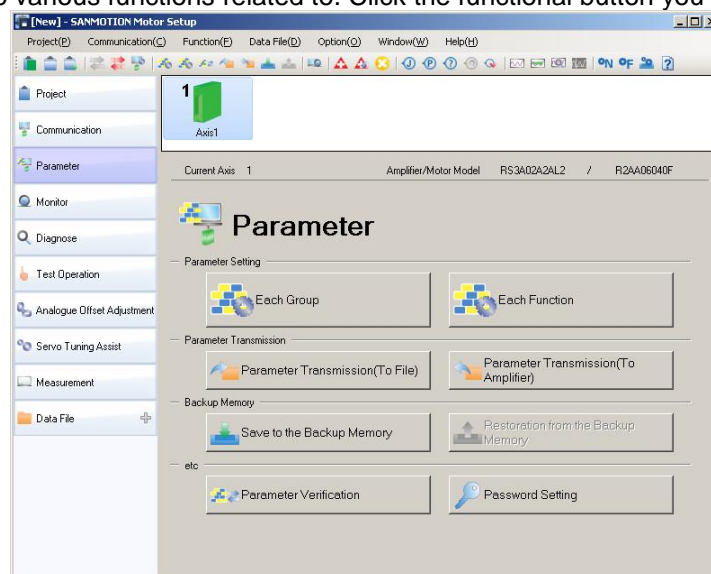 various functions related to. Click the functional button you
[New] - SANMOTION Motor Setup
Project(P) Communication(C) Function(F) Data File(D) Option(O) Window(W) Help(H)
Project
Communication
Parameter
Monitor
Diagnose
Test Operation
Analogue Offset Adjustment
Servo Tuning Assist
Measurement
Data File
1
Axis1
Current Axis 1 Amplifier/Motor Model RS3A02A2AL2 / R2AA06040F
Parameter
Parameter Setting
Each Group
Each Function
Parameter Transmission
Parameter Transmission(To File)
Parameter Transmission(To
Amplifier)
Backup Memory
Save to the Backup Memory
Restoration from the Backup
Memory
etc
Parameter Verification
Password Setting